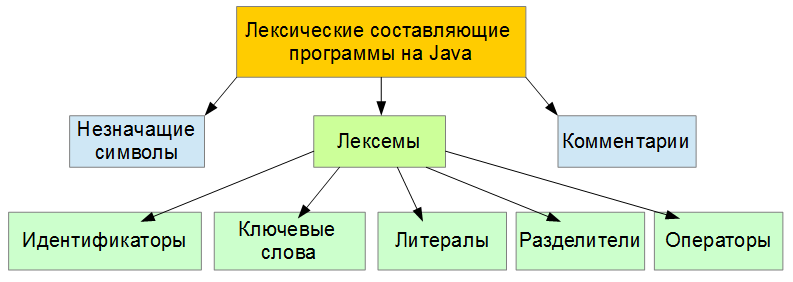 Лексические составляющие
программы на Java
Незначащие
символы
Лексемы
Комментарии
Идентификаторы
Ключевые
слова
Литералы
Разделители
Операторы